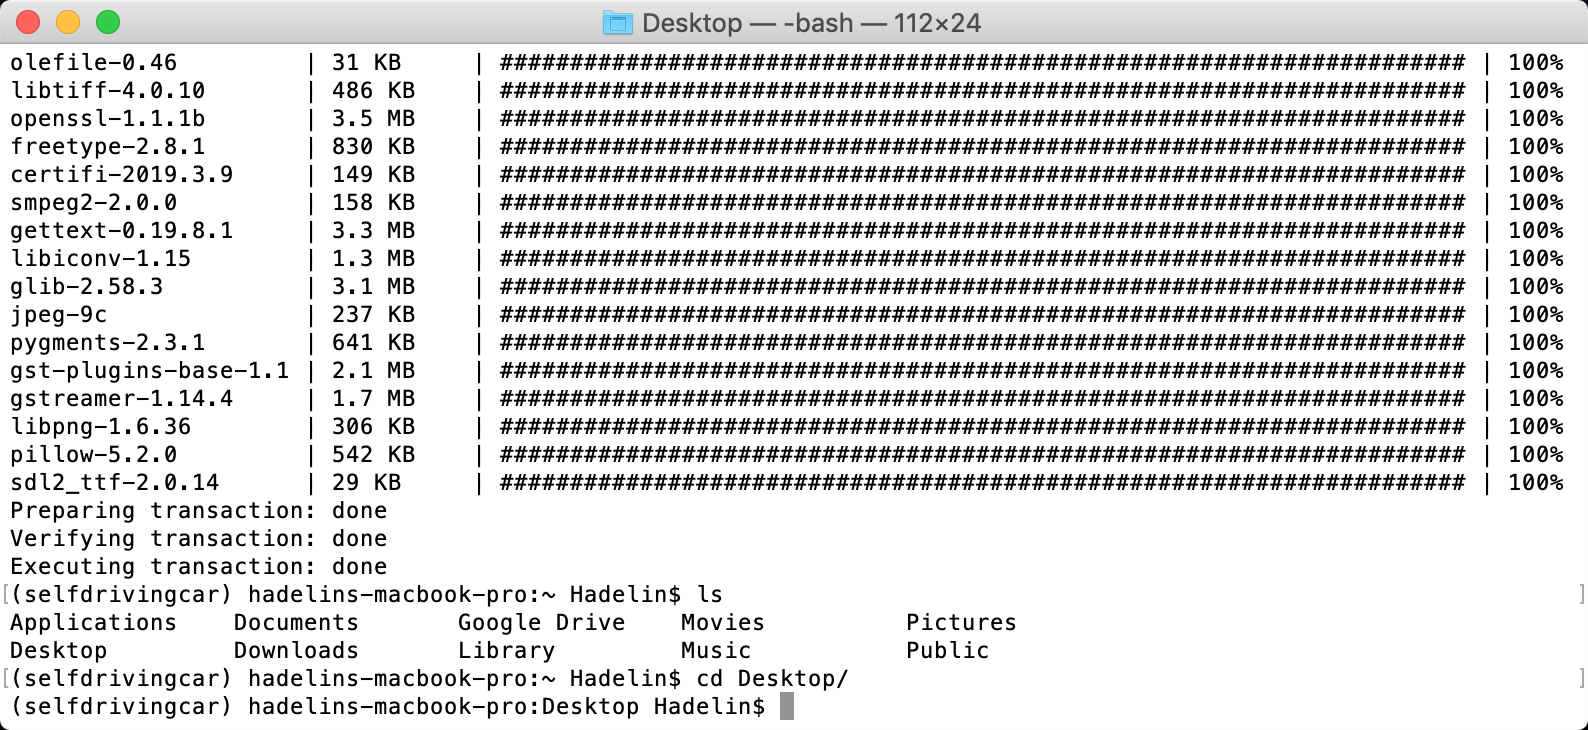 Desktop — -bash — 112×24
olefile-0.46         | 31 KB     | ##################################################################### | 100%
libtiff-4.0.10       | 486 KB    | ##################################################################### | 100%
openssl-1.1.1b       | 3.5 MB    | ##################################################################### | 100%
freetype-2.8.1       | 830 KB    | ##################################################################### | 100%
certifi-2019.3.9     | 149 KB    | ##################################################################### | 100%
smpeg2-2.0.0         | 158 KB    | ##################################################################### | 100%
gettext-0.19.8.1     | 3.3 MB    | ##################################################################### | 100%
libiconv-1.15        | 1.3 MB    | ##################################################################### | 100%
glib-2.58.3          | 3.1 MB    | ##################################################################### | 100%
jpeg-9c              | 237 KB    | ##################################################################### | 100%
pygments-2.3.1       | 641 KB    | ##################################################################### | 100%
gst-plugins-base-1.1 | 2.1 MB    | ##################################################################### | 100%
gstreamer-1.14.4     | 1.7 MB    | ##################################################################### | 100%
libpng-1.6.36        | 306 KB    | ##################################################################### | 100%
pillow-5.2.0         | 542 KB    | ##################################################################### | 100%
sdl2_ttf-2.0.14      | 29 KB     | ##################################################################### | 100%
Preparing transaction: done
Verifying transaction: done
Executing transaction: done
[(selfdrivingcar) hadelins-macbook-pro:~ Hadelin$ ls ]
Applications    Documents       Google Drive    Movies          Pictures
Desktop         Downloads       Library         Music           Public
[(selfdrivingcar) hadelins-macbook-pro:~ Hadelin$ cd Desktop/ ]
(selfdrivingcar) hadelins-macbook-pro:Desktop Hadelin$